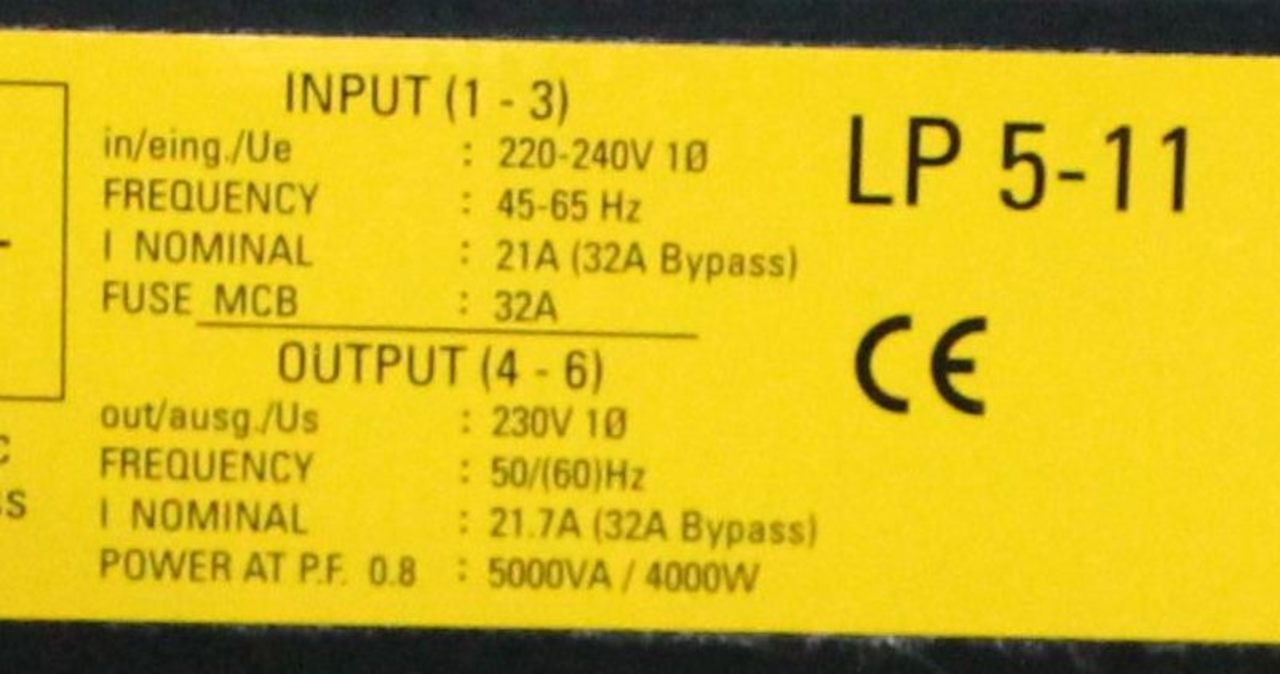 INPUT (1 - 3)
in/eing./Ue : 220-240V 1Ø
FREQUENCY : 45-65 Hz
I NOMINAL : 21A (32A Bypass)
FUSE MCB : 32A
OUTPUT (4 - 6)
out/ausg./Us : 230V 1Ø
FREQUENCY : 50/(60)Hz
I NOMINAL : 21.7A (32A Bypass)
POWER AT P.F. 0.8 : 5000VA / 4000W
LP 5-11
CE